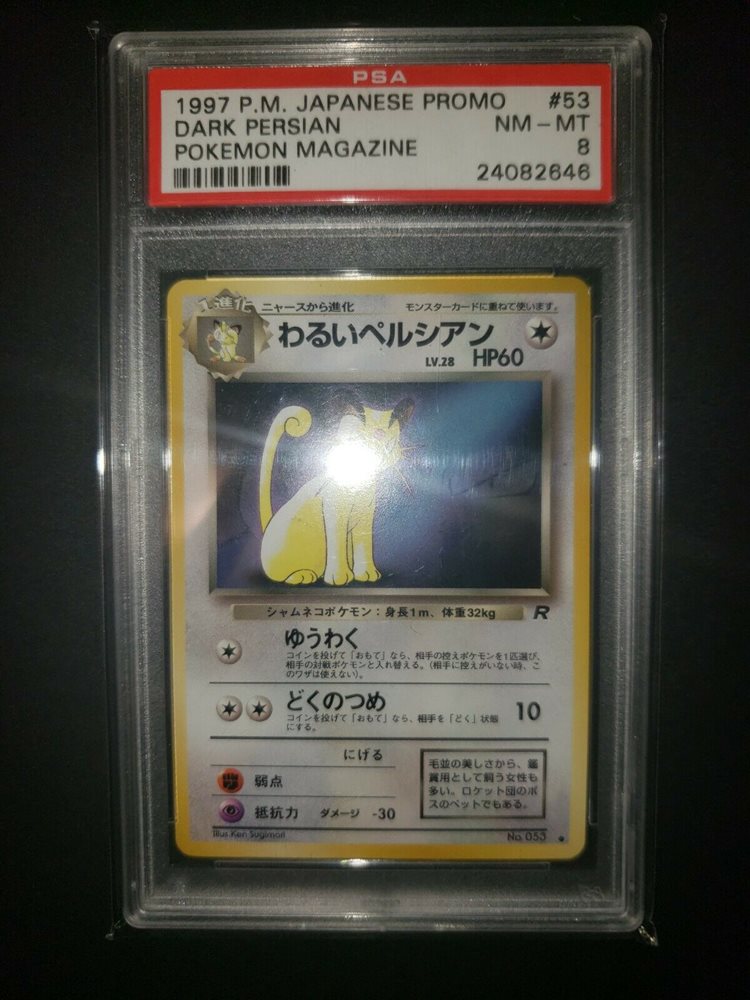 PSA
1997 P.M. JAPANESE PROMO #53
DARK PERSIAN NM - MT
POKEMON MAGAZINE 8
24082646
1進化 ニャースから進化 モンスターカードに重ねて使います。
わるいペルシアン
LV.28 HP60
シャムネコポケモン：身長1m、体重32kg R
ゆうわく
コインを投げて「おもて」なら、相手の控えポケモンを1匹選び、
相手の対戦ポケモンと入れ替える。（相手に控えがいない時、こ
のワザは使えない）。
どくのつめ 10
コインを投げて「おもて」なら、相手を「どく」状態
にする。
にげる
弱点
抵抗力 ダメージ -30
毛並の美しさから、鑑
賞用として飼う女性も
多い。ロケット団のボ
スのペットでもある。
Illus.Ken Sugimori No. 053